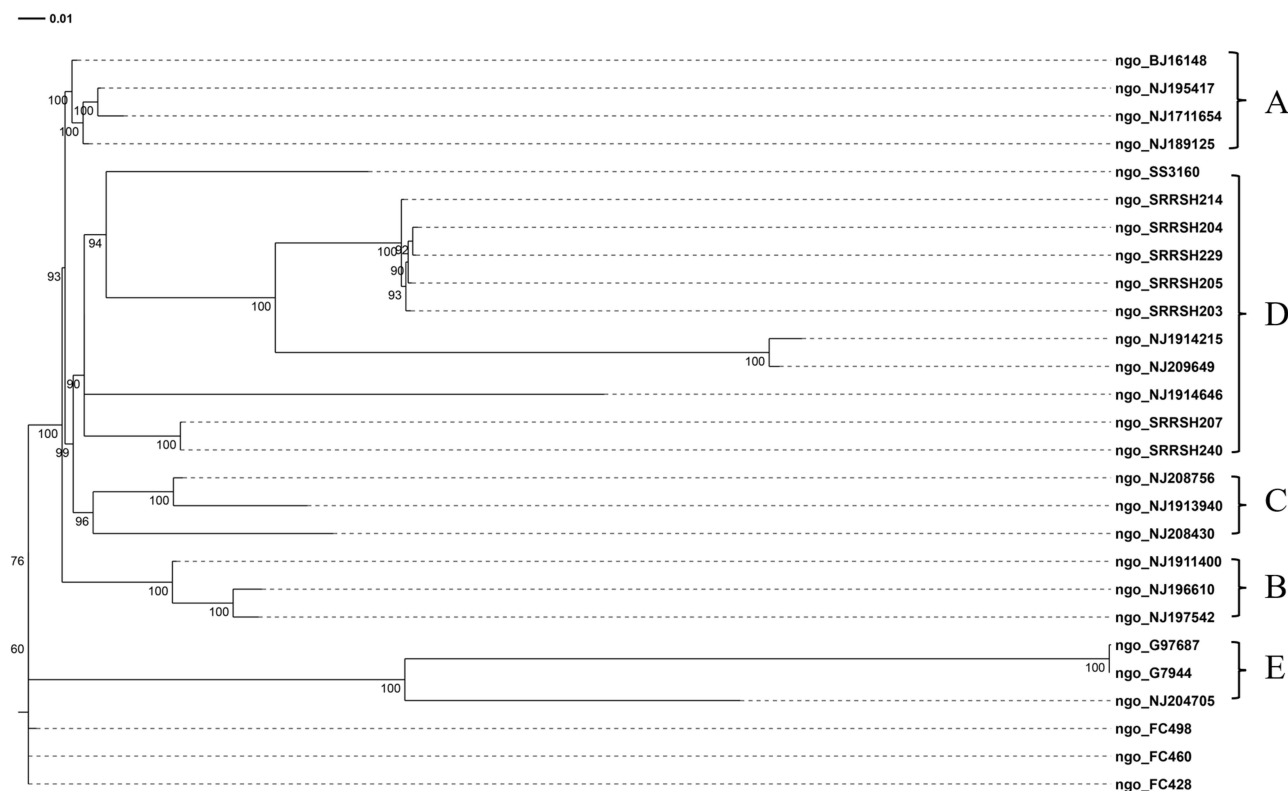 0.01
ngo_BJ16148
100
ngo_NJ195417
100
A
ngo_NJ1711654
100
ngo_NJ189125
ngo_SS3160
ngo_SRRSH214
ngo_SRRSH204
94
100
92
ngo_SRRSH229
93
90
ngo_SRRSH205
93
100
ngo_SRRSH203
D
ngo_NJ1914215
100
ngo_NJ209649
90
ngo_NJ1914646
ngo_SRRSH207
100
100
99
ngo_SRRSH240
ngo_NJ208756
100
ngo_NJ1913940
C
96
ngo_NJ208430
76
ngo_NJ1911400
100
ngo_NJ196610
B
100
ngo_NJ197542
60
ngo_G97687
100
ngo_G7944
E
100
ngo_NJ204705
ngo_FC498
ngo_FC460
ngo_FC428